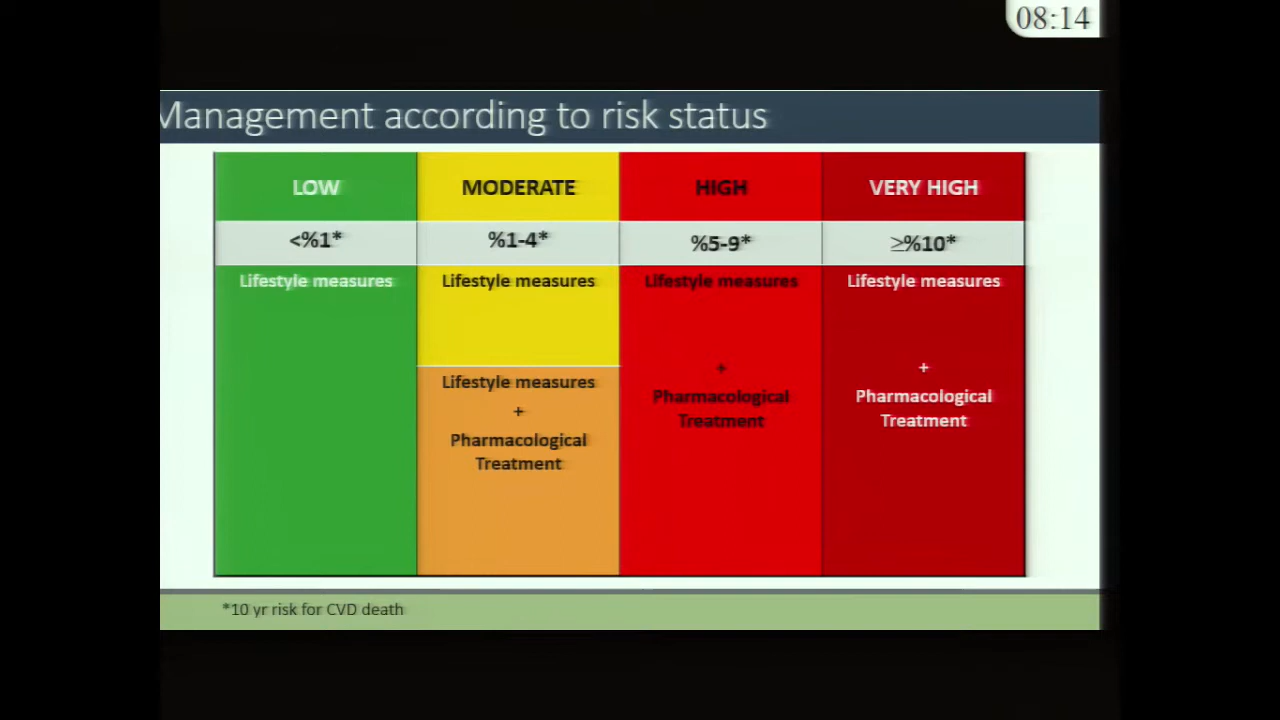 08:14
Management according to risk status
LOW
MODERATE
HIGH
VERY HIGH
<%1*
%1-4*
%5-9*
≥%10*
Lifestyle measures
Lifestyle measures
Lifestyle measures
+
Pharmacological
Treatment
Lifestyle measures
+
Pharmacological
Treatment
Lifestyle measures
+
Pharmacological
Treatment
*10 yr risk for CVD death